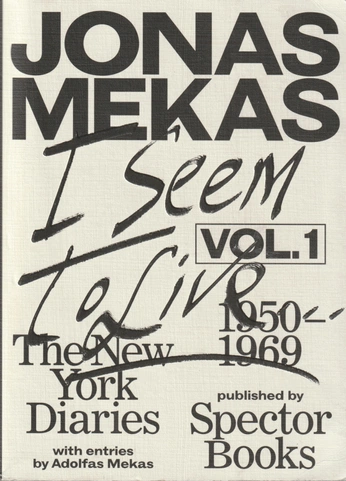 JONAS
MEKAS
I Seem
VOL.1
To Live
1950–
1969
The New
York
Diaries
with entries
by Adolfas Mekas
published by
Spector
Books